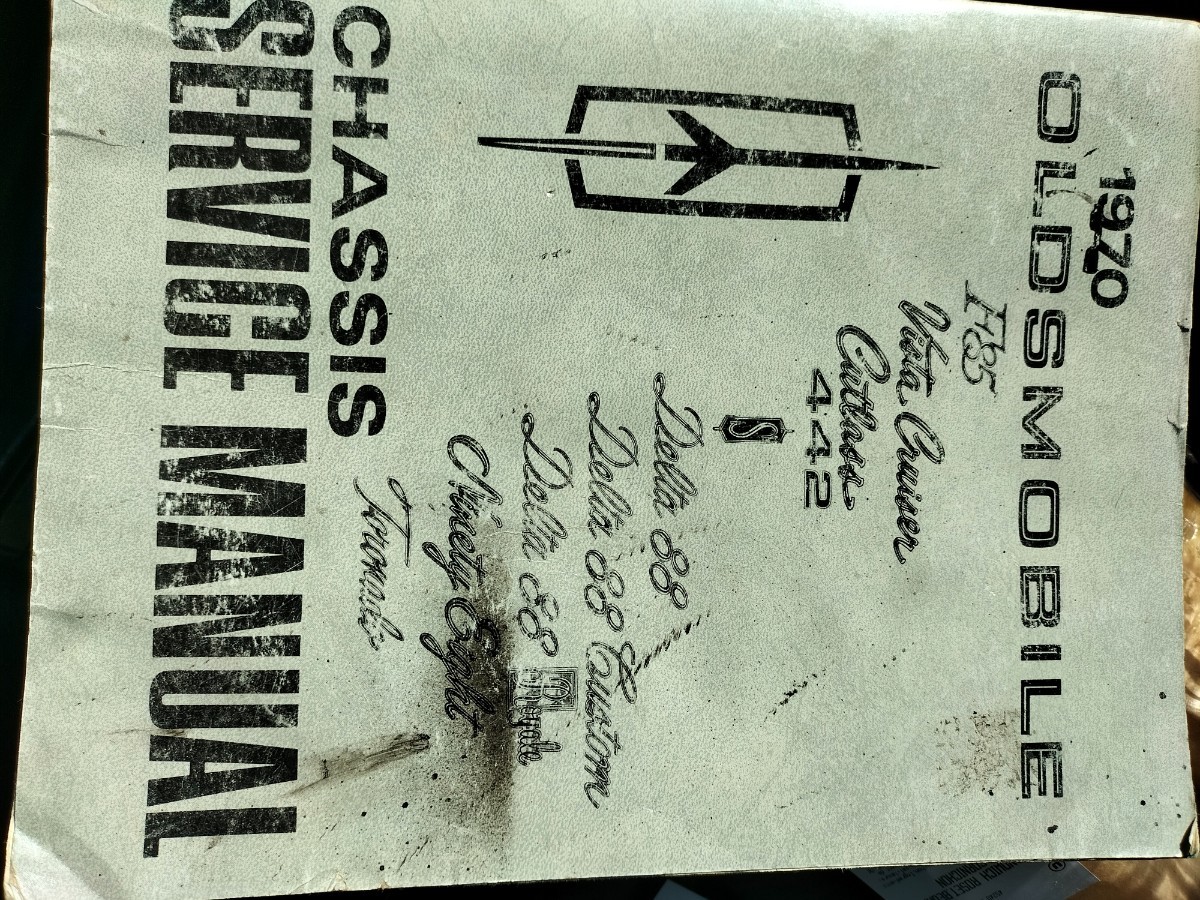 1970
OLDSMOBILE
F-85
Vista Cruiser
Cutlass
442
S
Delta 88
Delta 88 Custom
Delta 88 Royale
Ninety Eight
Toronado
CHASSIS
SERVICE MANUAL